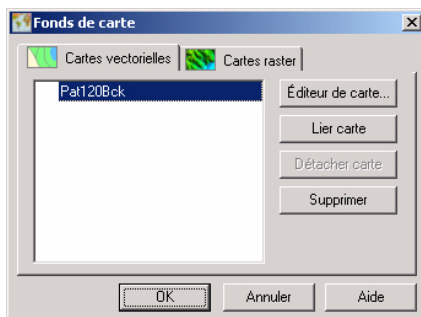 Fonds de carte
Cartes vectorielles
Cartes raster
Pat120Bck
Éditeur de carte...
Lier carte
Détacher carte
Supprimer
OK
Annuler
Aide